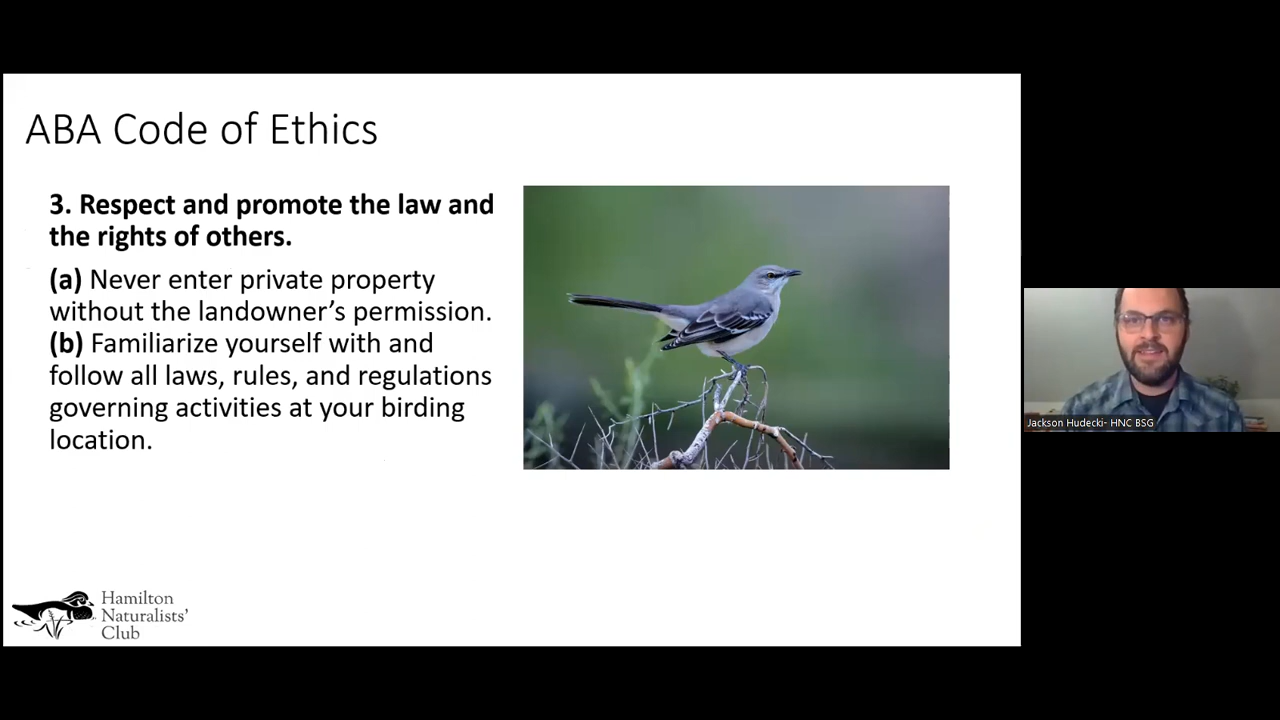 ABA Code of Ethics
3. Respect and promote the law and
the rights of others.
(a) Never enter private property
without the landowner’s permission.
(b) Familiarize yourself with and
follow all laws, rules, and regulations
governing activities at your birding
location.
Jackson Hudecki- HNC BSG
Hamilton
Naturalists’
Club